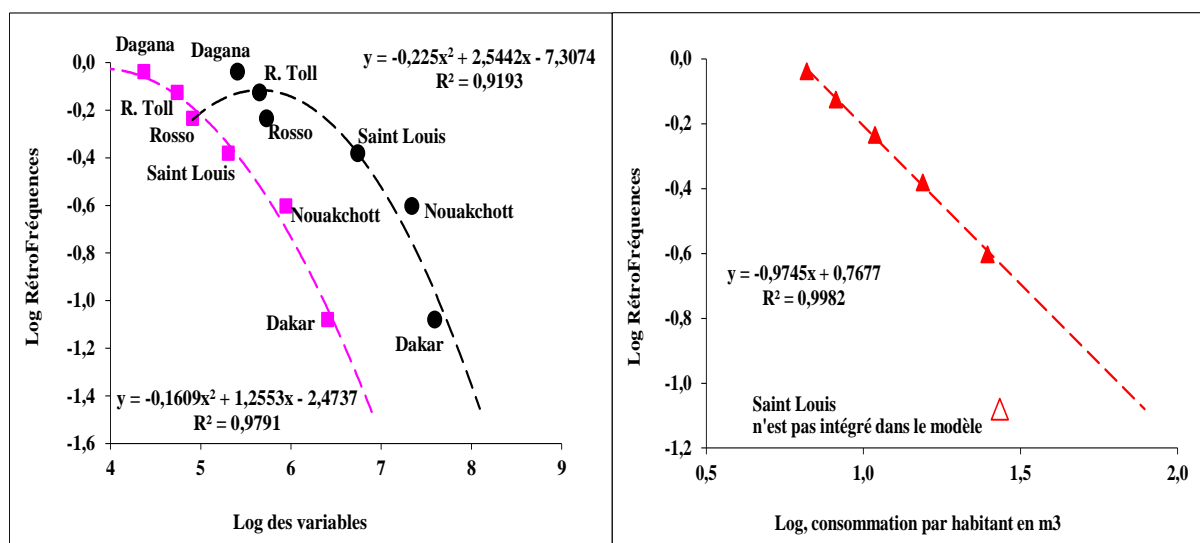 Dagana
Dagana
y = -0,225x² + 2,5442x - 7,3074
R² = 0,9193
R. Toll
R. Toll
Rosso
Rosso
Saint Louis
Saint Louis
Nouakchott
Nouakchott
Dakar
Dakar
y = -0,1609x² + 1,2553x - 2,4737
R² = 0,9791
0,0
-0,2
-0,4
-0,6
-0,8
-1,0
-1,2
-1,4
-1,6
4 5 6 7 8 9
Log RétroFréquences
Log des variables
0,0
-0,2
-0,4
-0,6
-0,8
-1,0
-1,2
0,5 1,0 1,5 2,0
Log RétroFréquences
y = -0,9745x + 0,7677
R² = 0,9982
Saint Louis
n'est pas intégré dans le modèle
Log, consommation par habitant en m3